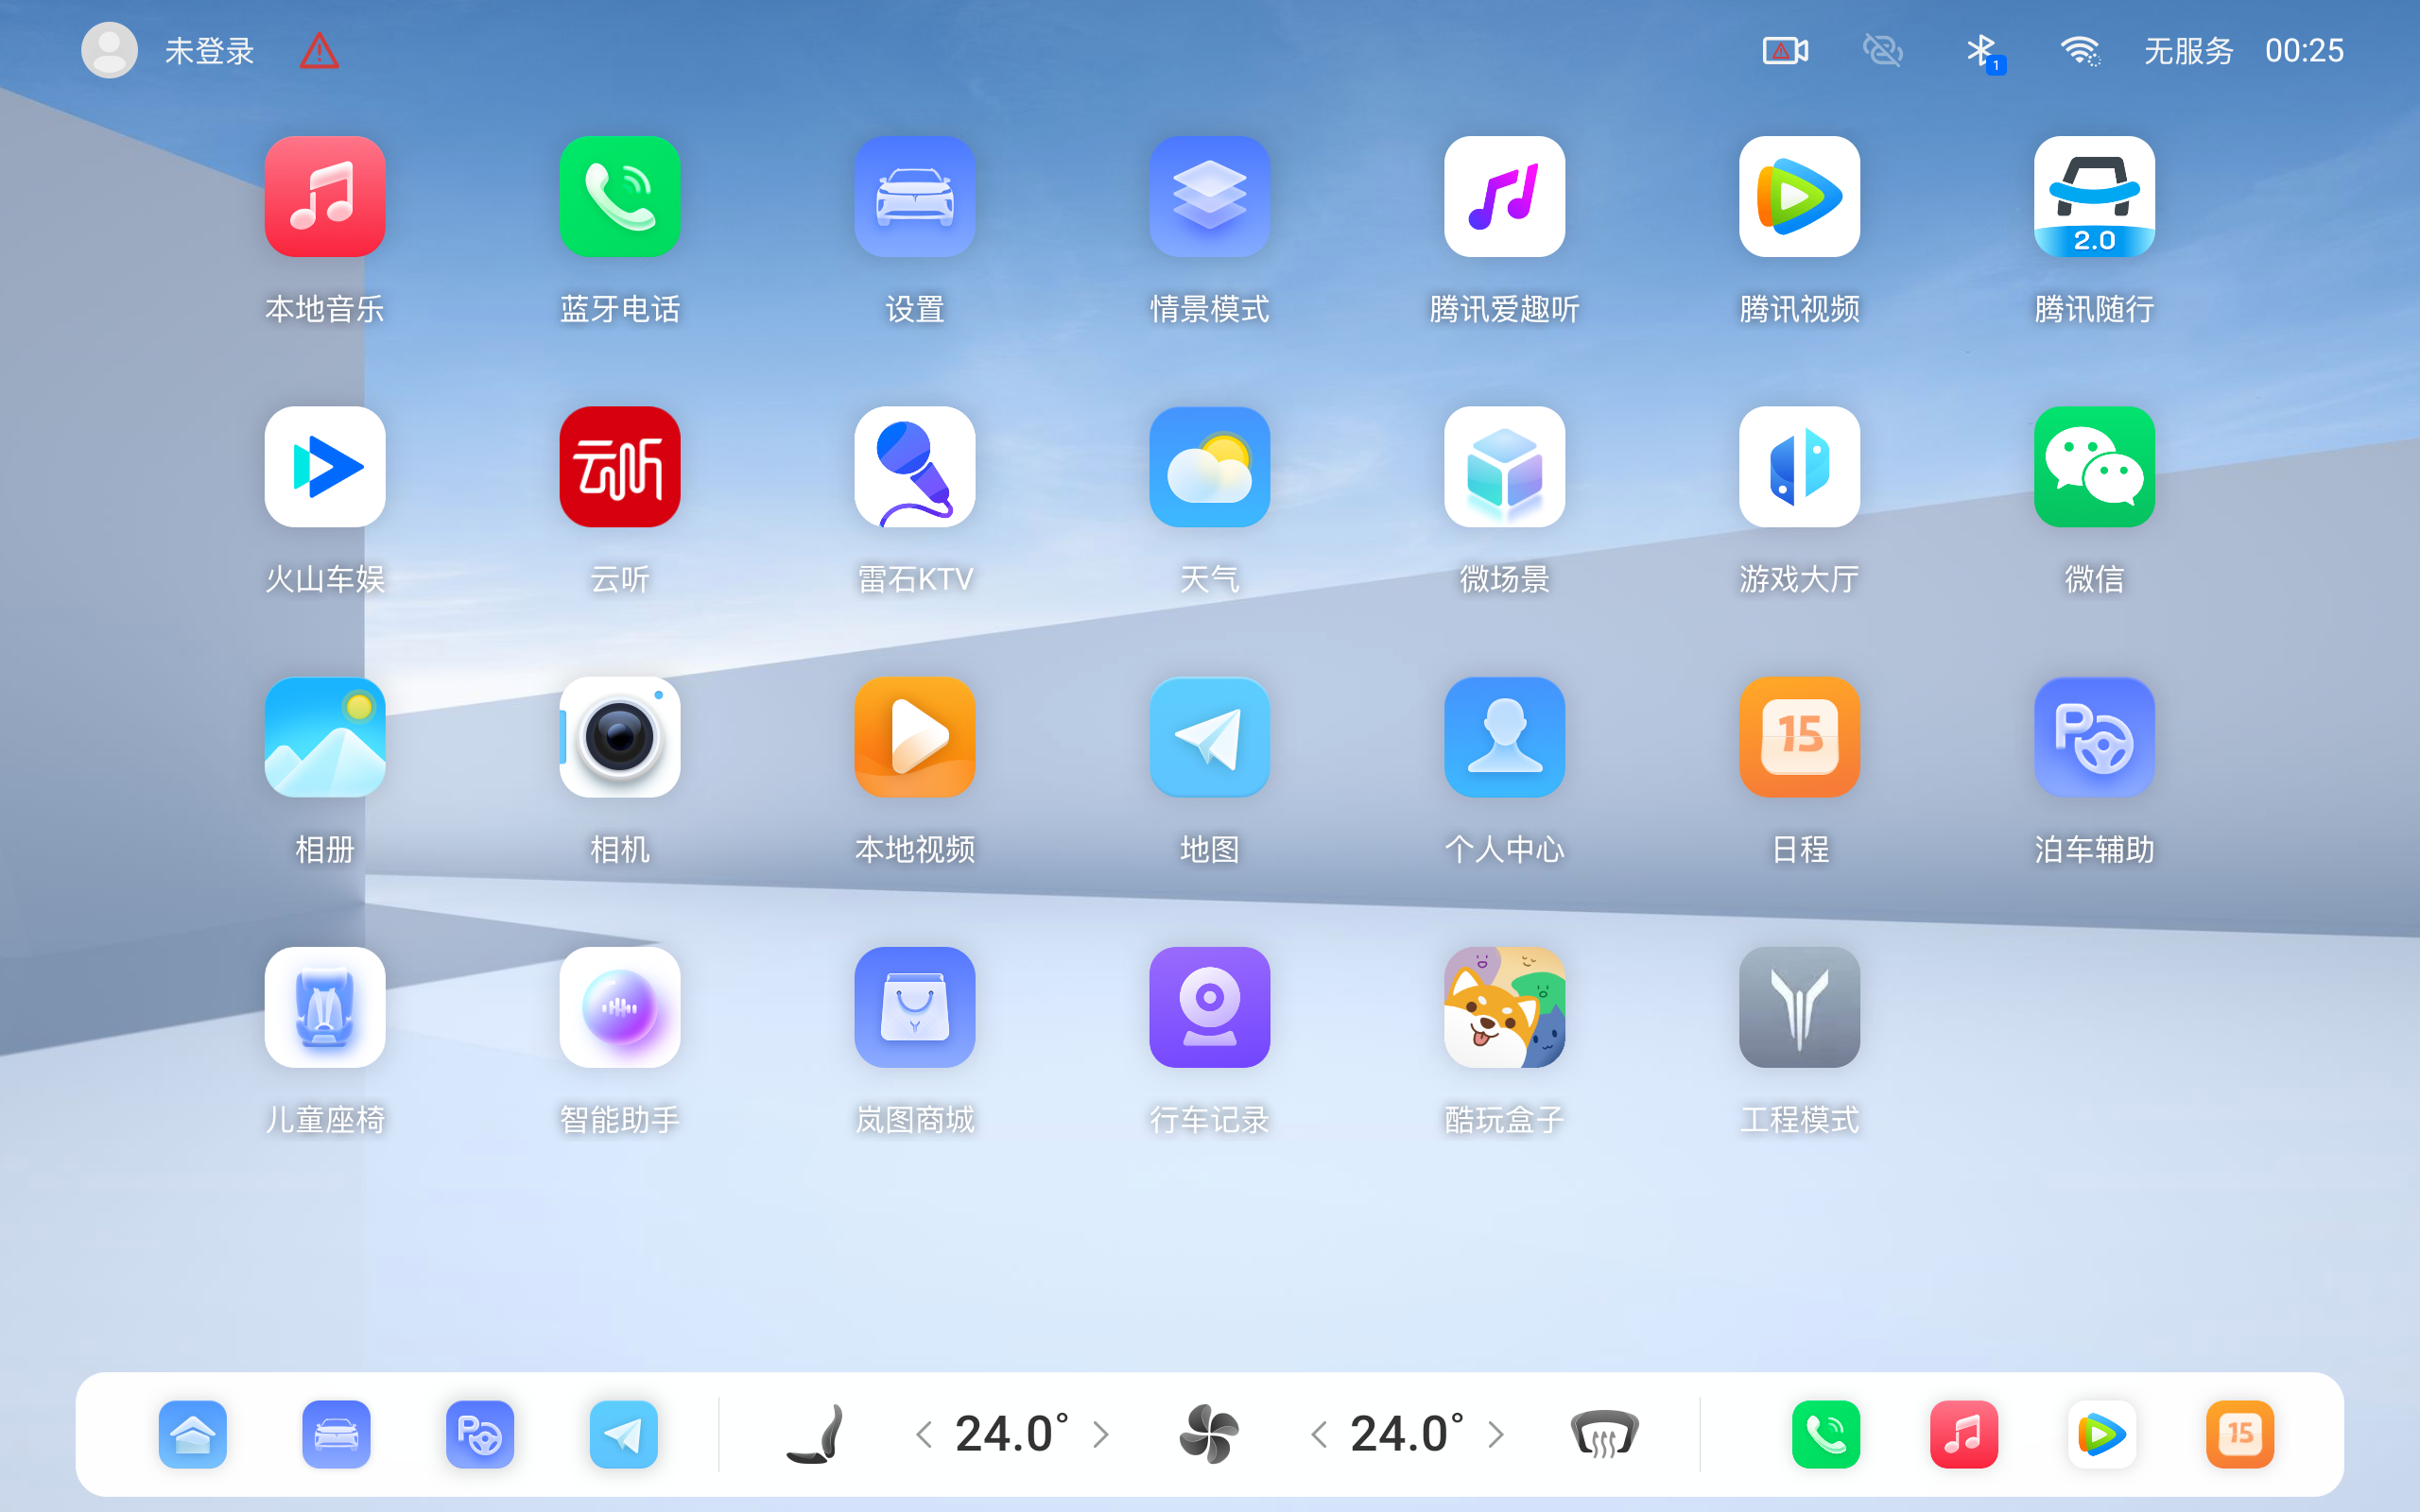 未登录
1
无服务 00:25
2.0
本地音乐 蓝牙电话 设置 情景模式 腾讯爱趣听 腾讯视频 腾讯随行
云听
火山车娱 云听 雷石KTV 天气 微场景 游戏大厅 微信
15
P
相册 相机 本地视频 地图 个人中心 日程 泊车辅助
儿童座椅 智能助手 岚图商城 行车记录 酷玩盒子 工程模式
P 24.0° 24.0° 15